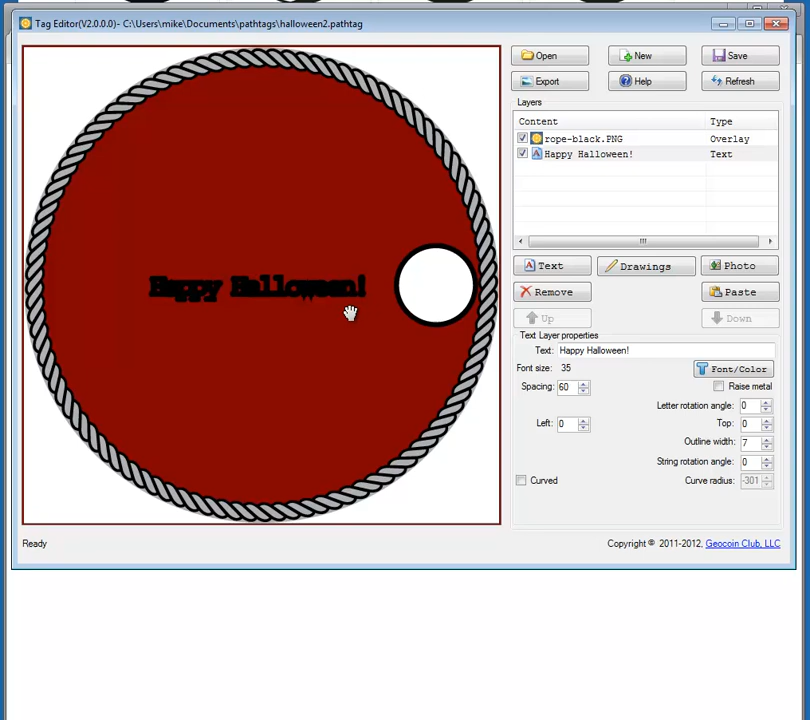 Tag Editor(V2.0.0.0)- C:\Users\mike\Documents\pathtags\halloween2.pathtag
Open
New
Save
Export
Help
Refresh
Layers
Content
Type
rope-black.PNG
Overlay
Happy Halloween!
Text
Happy Halloween!
Text
Drawings
Photo
Remove
Paste
Up
Down
Text Layer properties
Text: Happy Halloween!
Font size: 35
Font/Color
Spacing: 60
Raise metal
Letter rotation angle: 0
Left: 0
Top: 0
Outline width: 7
String rotation angle: 0
Curved
Curve radius: -301
Ready
Copyright © 2011-2012, Geocoin Club, LLC